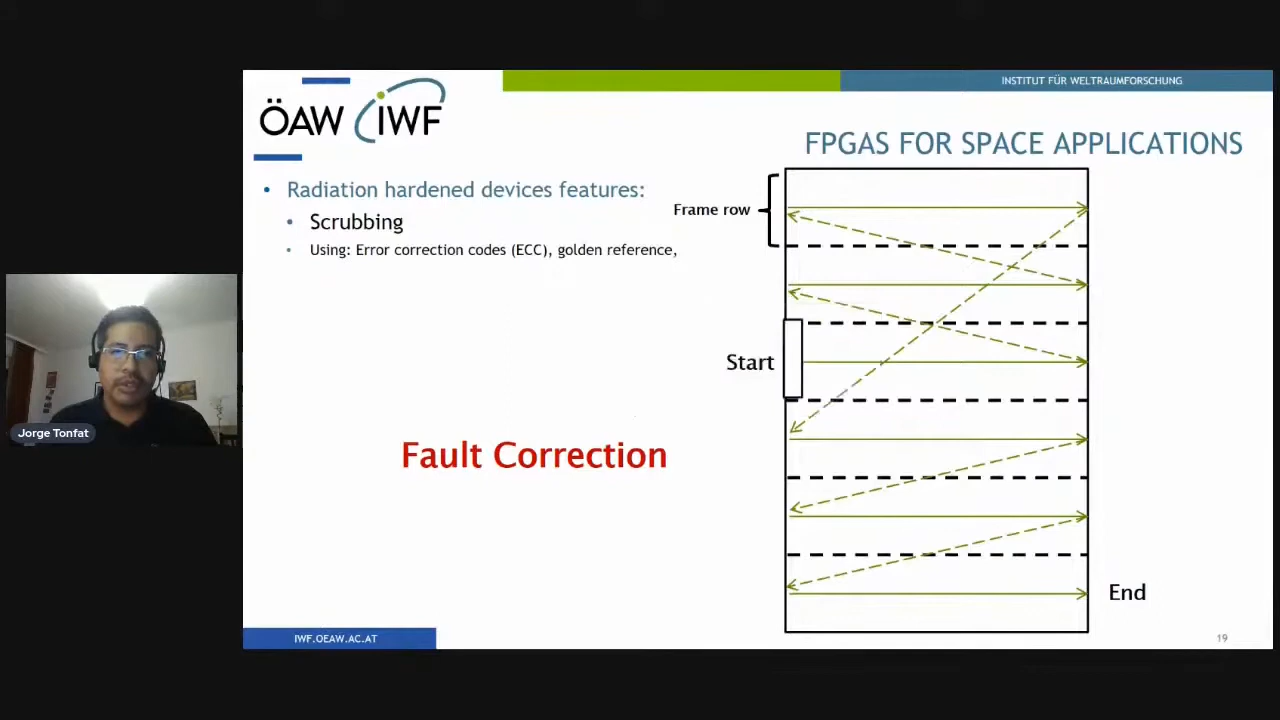 INSTITUT FÜR WELTRAUMFORSCHUNG
ÖAW IWF
FPGAS FOR SPACE APPLICATIONS
• Radiation hardened devices features:
• Scrubbing
• Using: Error correction codes (ECC), golden reference,
Frame row
Start
Jorge Tonfat
Fault Correction
End
IWF.OEAW.AC.AT
19